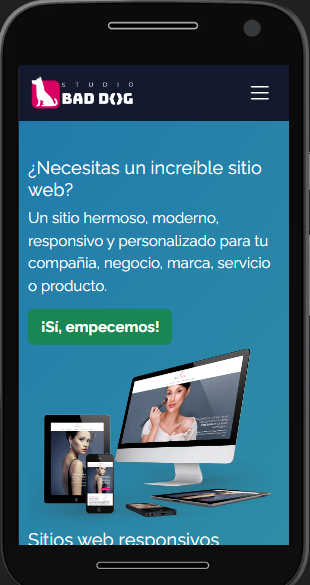 STUDIO
BAD DOG
¿Necesitas un increíble sitio
web?
Un sitio hermoso, moderno,
responsivo y personalizado para tu
compañia, negocio, marca, servicio
o producto.
¡Sí, empecemos!
Sitios web responsivos